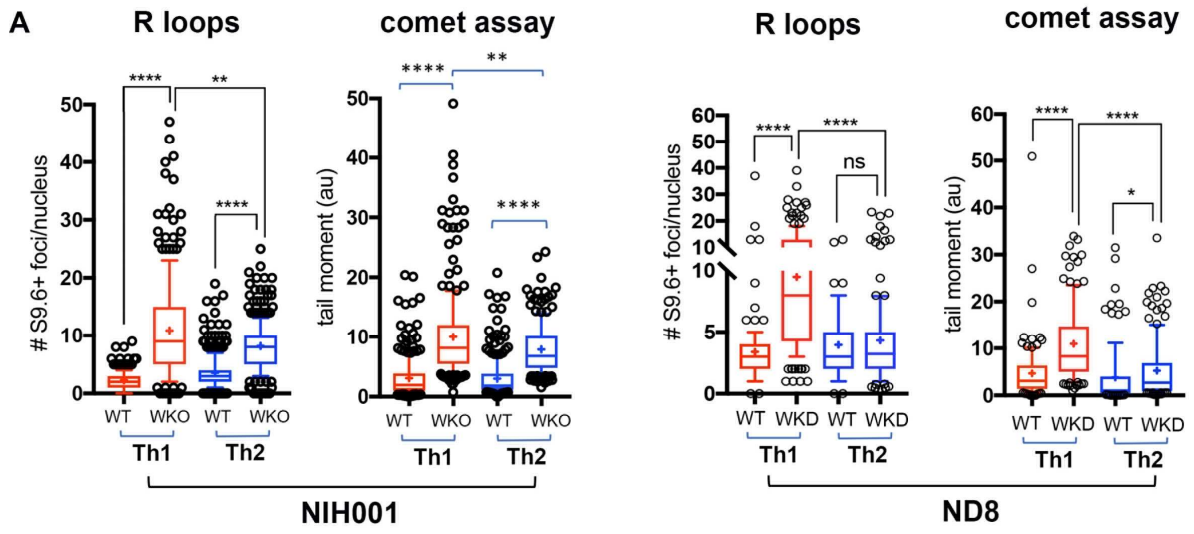 A
R loops
comet assay
R loops
comet assay
**** **
****
# S9.6+ foci/nucleus
50
40
30
20
10
0
WT WKO WT WKO
Th1 Th2
**** **
****
tail moment (au)
50
40
30
20
10
0
WT WKO WT WKO
Th1 Th2
NIH001
**** ****
ns
# S9.6+ foci/nucleus
60
50
40
30
20
10
10
5
0
WT WKD WT WKD
Th1 Th2
**** ****
*
tail moment (au)
60
40
30
20
10
0
WT WKD WT WKD
Th1 Th2
ND8